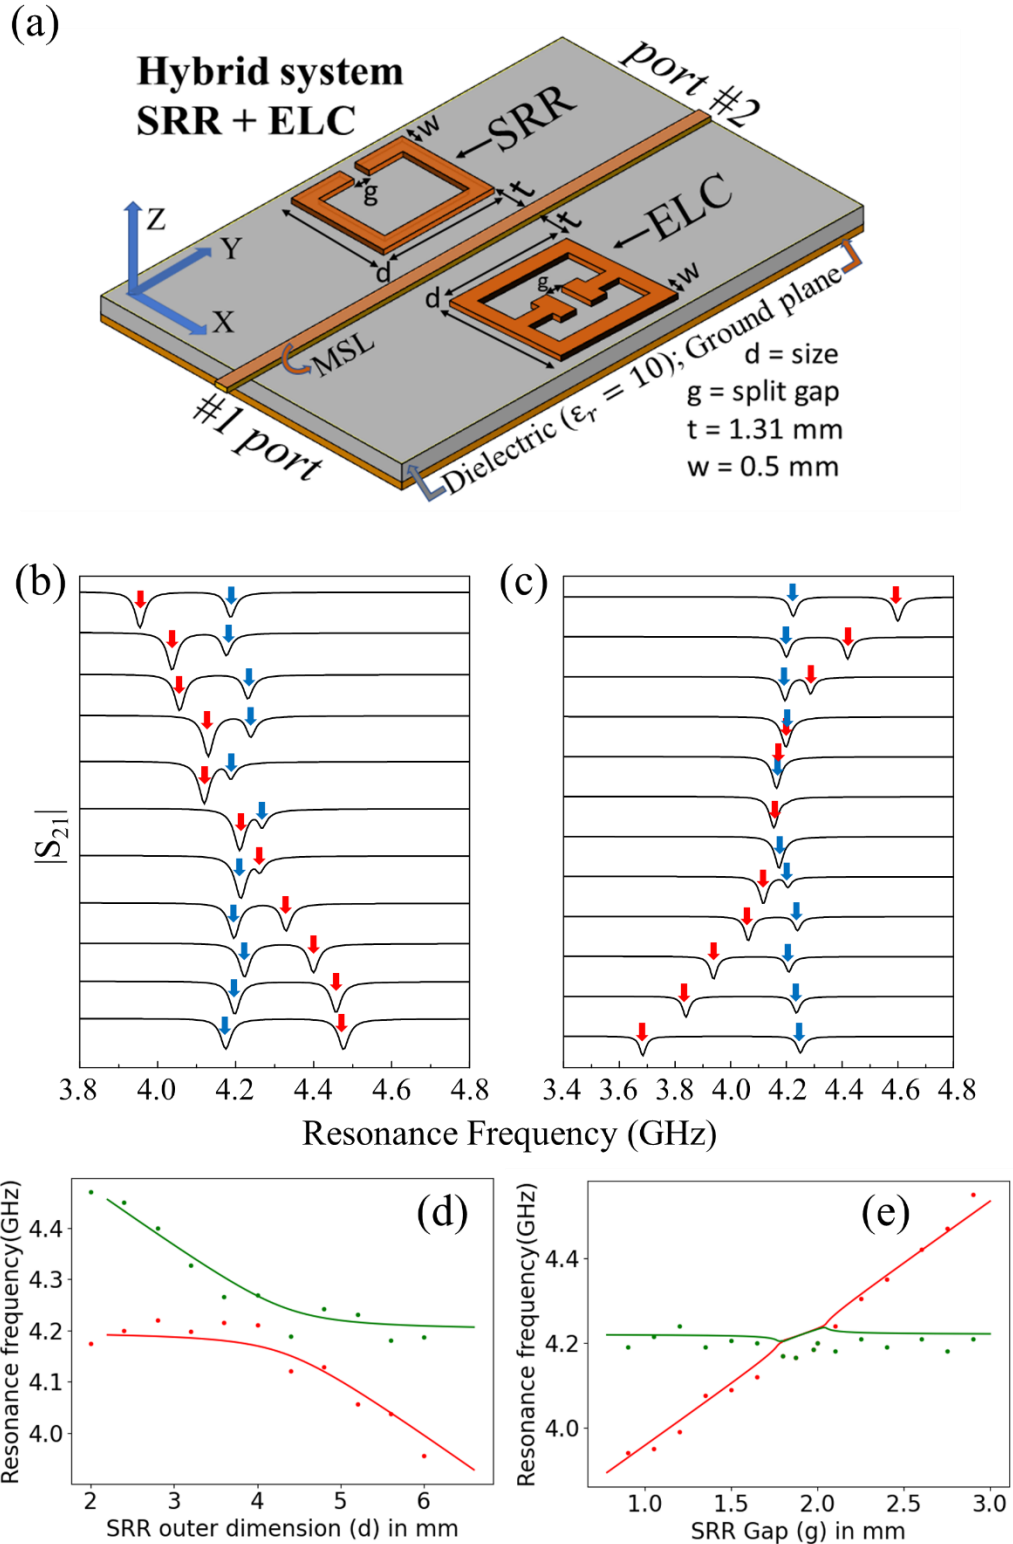 (a)
Hybrid system
SRR + ELC
port #2
w
SRR
g
t
Z
t
ELC
Y
d
w
g
d
X
MSL
#1 port
Dielectric (εᵣ = 10); Ground plane
d = size
g = split gap
t = 1.31 mm
w = 0.5 mm
(b)
(c)
|S₂₁|
3.8 4.0 4.2 4.4 4.6 4.8
3.4 3.6 3.8 4.0 4.2 4.4 4.6 4.8
Resonance Frequency (GHz)
(d)
Resonance frequency(GHz)
4.4
4.3
4.2
4.1
4.0
2 3 4 5 6
SRR outer dimension (d) in mm
(e)
Resonance frequency(GHz)
4.4
4.2
4.0
1.0 1.5 2.0 2.5 3.0
SRR Gap (g) in mm